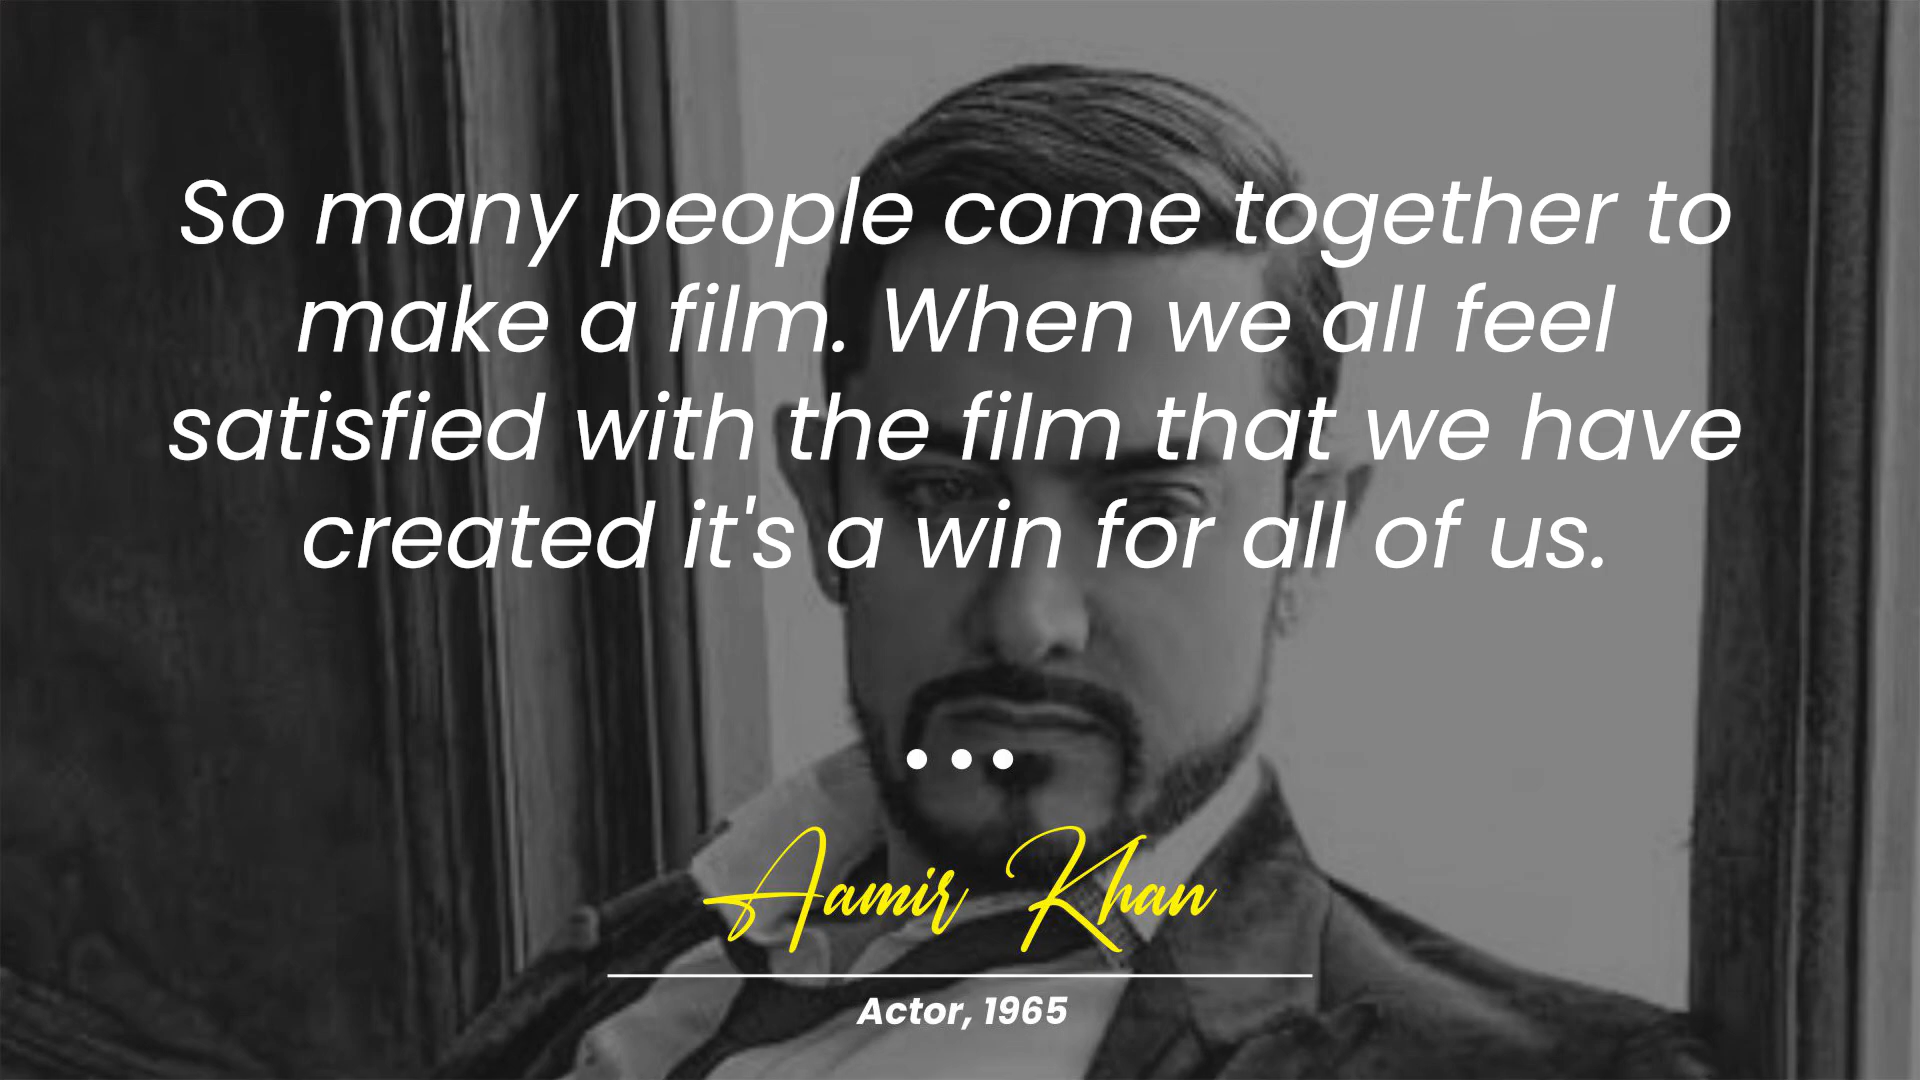 So many people come together to
make a film. When we all feel
satisfied with the film that we have
created it's a win for all of us.
Aamir Khan
Actor, 1965